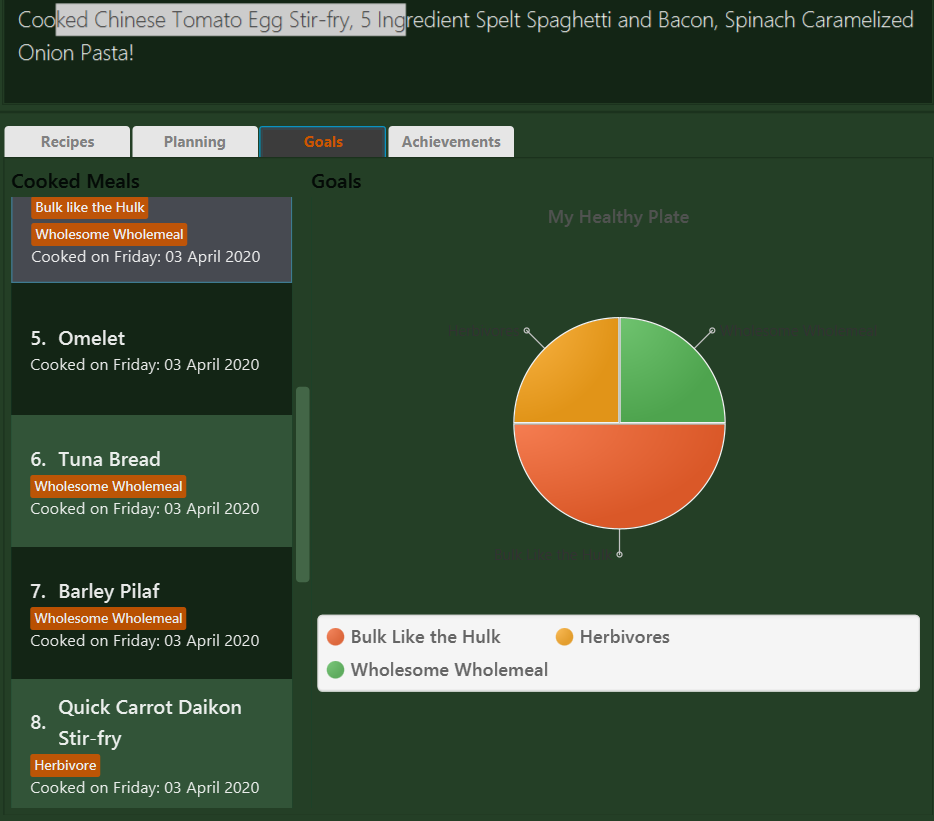 Cooked Chinese Tomato Egg Stir-fry, 5 Ingredient Spelt Spaghetti and Bacon, Spinach Caramelized
Onion Pasta!
Recipes
Planning
Goals
Achievements
Cooked Meals
Bulk like the Hulk
Wholesome Wholemeal
Cooked on Friday: 03 April 2020
5. Omelet
Cooked on Friday: 03 April 2020
6. Tuna Bread
Wholesome Wholemeal
Cooked on Friday: 03 April 2020
7. Barley Pilaf
Wholesome Wholemeal
Cooked on Friday: 03 April 2020
8. Quick Carrot Daikon
Stir-fry
Herbivore
Cooked on Friday: 03 April 2020
Goals
My Healthy Plate
Bulk Like the Hulk
Herbivores
Wholesome Wholemeal